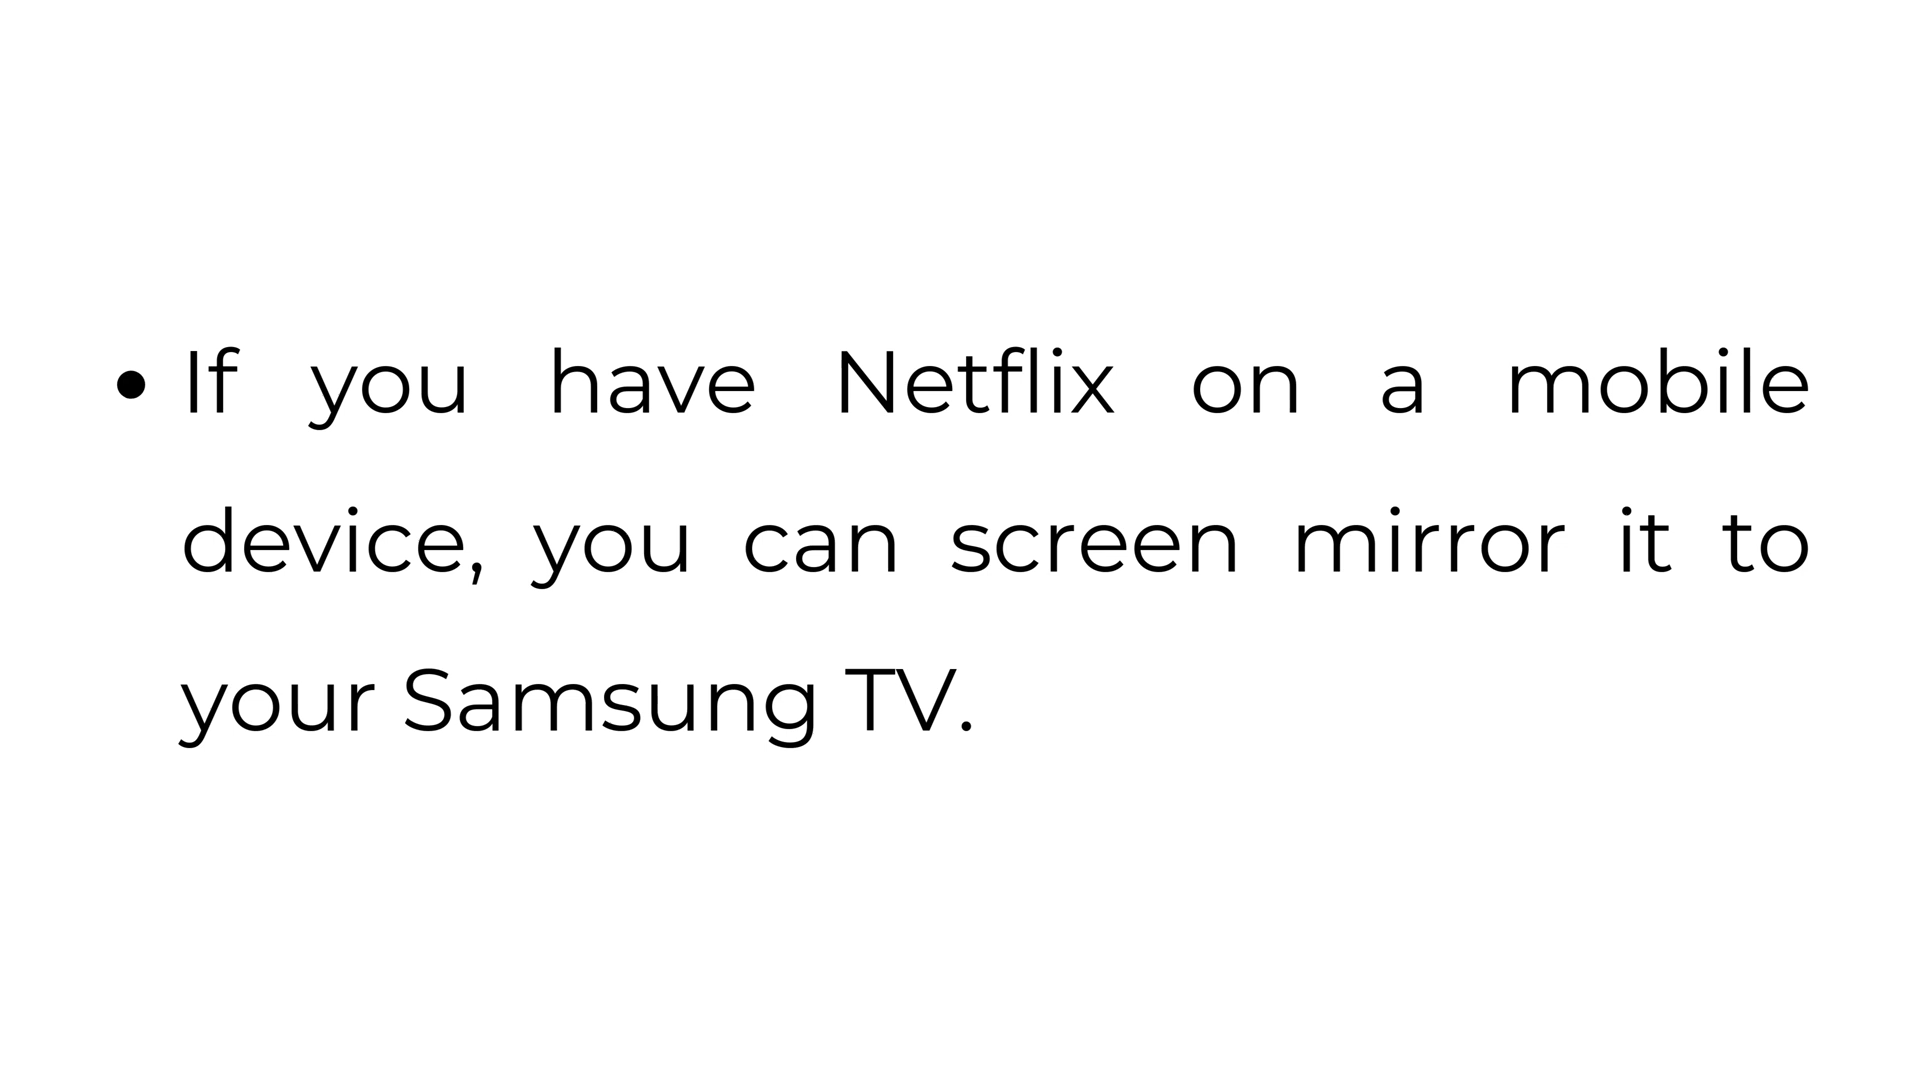 • If you have Netflix on a mobile
device, you can screen mirror it to
your Samsung TV.